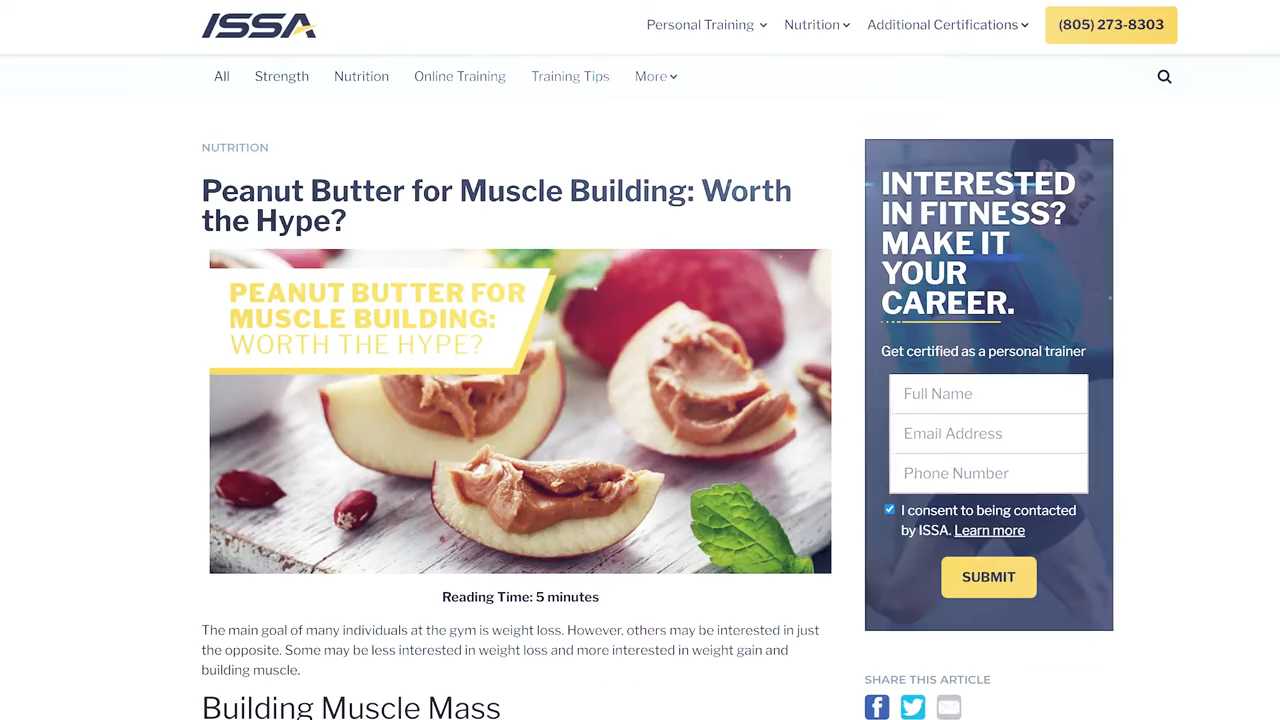 ISSA
Personal Training
Nutrition
Additional Certifications
(805) 273-8303
All
Strength
Nutrition
Online Training
Training Tips
More
NUTRITION
Peanut Butter for Muscle Building: Worth
the Hype?
PEANUT BUTTER FOR
MUSCLE BUILDING:
WORTH THE HYPE?
Reading Time: 5 minutes
The main goal of many individuals at the gym is weight loss. However, others may be interested in just
the opposite. Some may be less interested in weight loss and more interested in weight gain and
building muscle.
Building Muscle Mass
INTERESTED
IN FITNESS?
MAKE IT
YOUR
CAREER.
Get certified as a personal trainer
Full Name
Email Address
Phone Number
I consent to being contacted
by ISSA. Learn more
SUBMIT
SHARE THIS ARTICLE